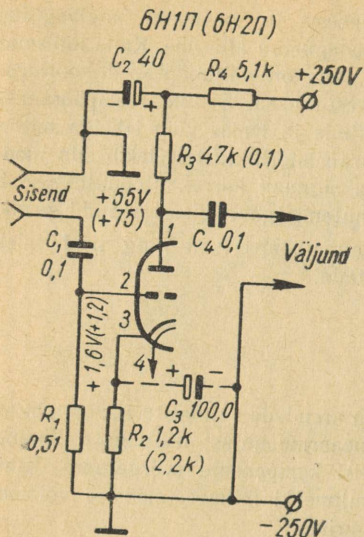 6Н1П (6Н2П)
C₂ 40
R₄ 5,1k
+250V
− +
R₃ 47k (0,1)
Sisend
+55V
(+75)
1
C₄ 0,1
C₁
0,1
Väljund
2
3
+1,6V(+1,2)
4
+ −
C₃ 100,0
R₁
0,51
R₂ 1,2k
(2,2k)
−250V